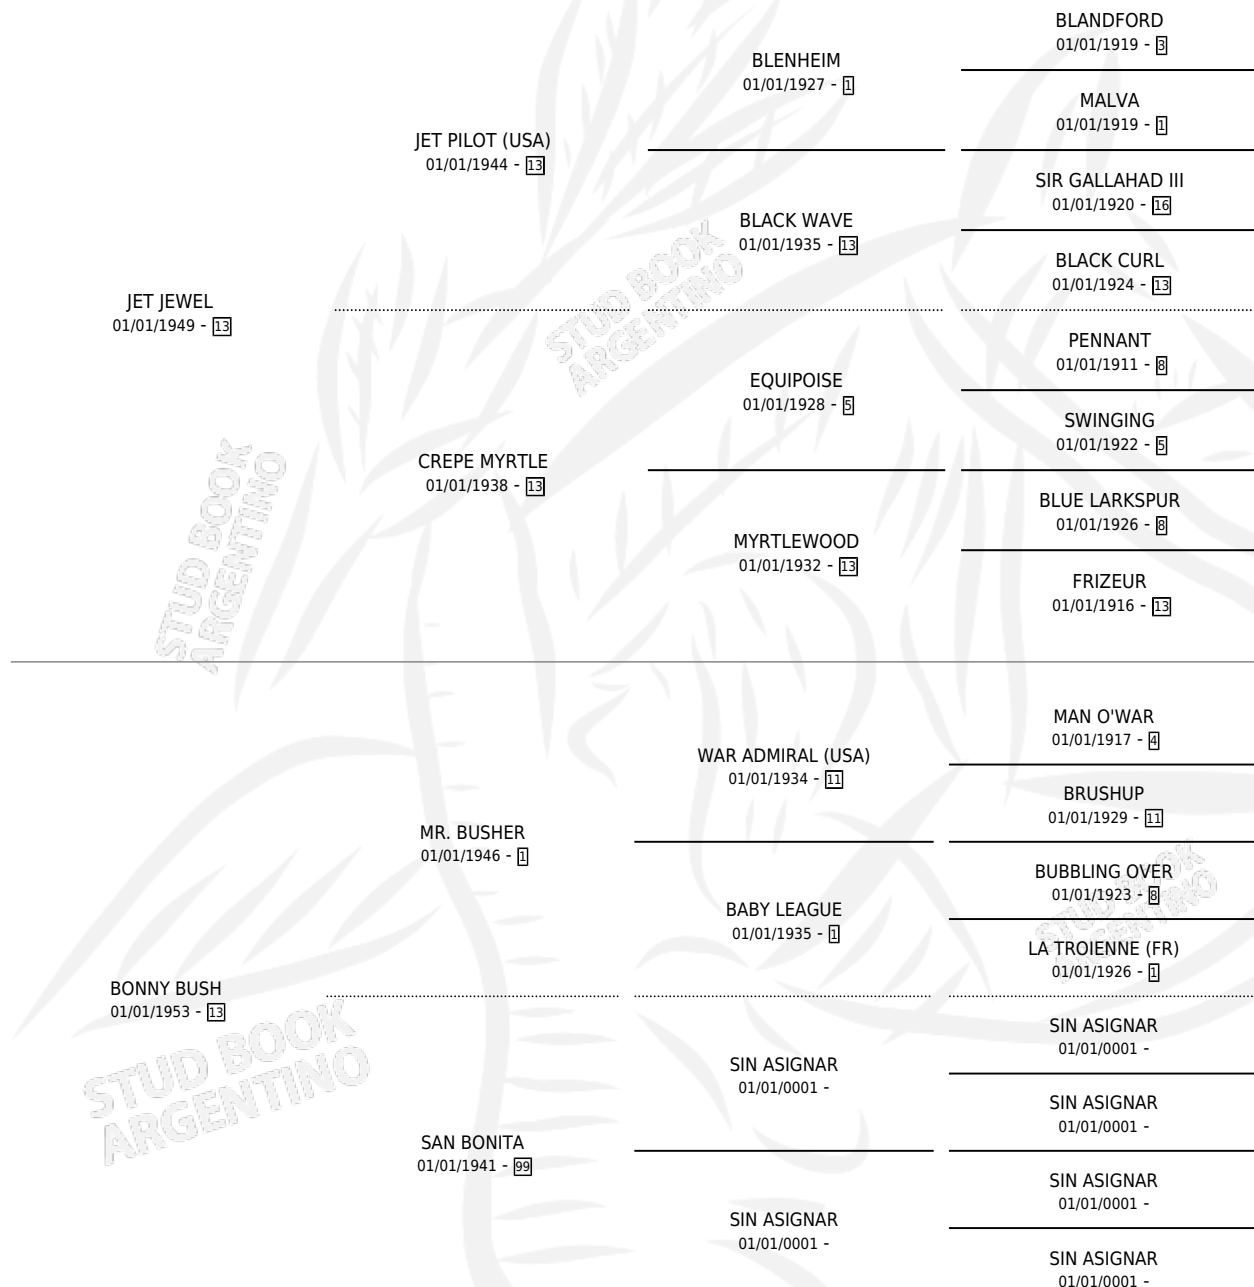 BLANDFORD
01/01/1919 - 3
BLENHEIM
01/01/1927 - 1
MALVA
01/01/1919 - 1
JET PILOT (USA)
01/01/1944 - 13
SIR GALLAHAD III
01/01/1920 - 16
BLACK WAVE
01/01/1935 - 13
BLACK CURL
01/01/1924 - 13
JET JEWEL
01/01/1949 - 13
PENNANT
01/01/1911 - 8
EQUIPOISE
01/01/1928 - 5
SWINGING
01/01/1922 - 5
CREPE MYRTLE
01/01/1938 - 13
BLUE LARKSPUR
01/01/1926 - 8
MYRTLEWOOD
01/01/1932 - 13
FRIZEUR
01/01/1916 - 13
STUD BOOK
ARGENTINO
STUD BOOK
ARGENTINO
MAN O'WAR
01/01/1917 - 4
WAR ADMIRAL (USA)
01/01/1934 - 11
BRUSHUP
01/01/1929 - 11
MR. BUSHER
01/01/1946 - 1
BUBBLING OVER
01/01/1923 - 8
BABY LEAGUE
01/01/1935 - 1
LA TROIENNE (FR)
01/01/1926 - 1
STUD BOOK
ARGENTINO
BONNY BUSH
01/01/1953 - 13
SIN ASIGNAR
01/01/0001 -
SIN ASIGNAR
01/01/0001 -
SIN ASIGNAR
01/01/0001 -
SAN BONITA
01/01/1941 - 99
SIN ASIGNAR
01/01/0001 -
SIN ASIGNAR
01/01/0001 -
SIN ASIGNAR
01/01/0001 -
STUD BOOK
ARGENTINO